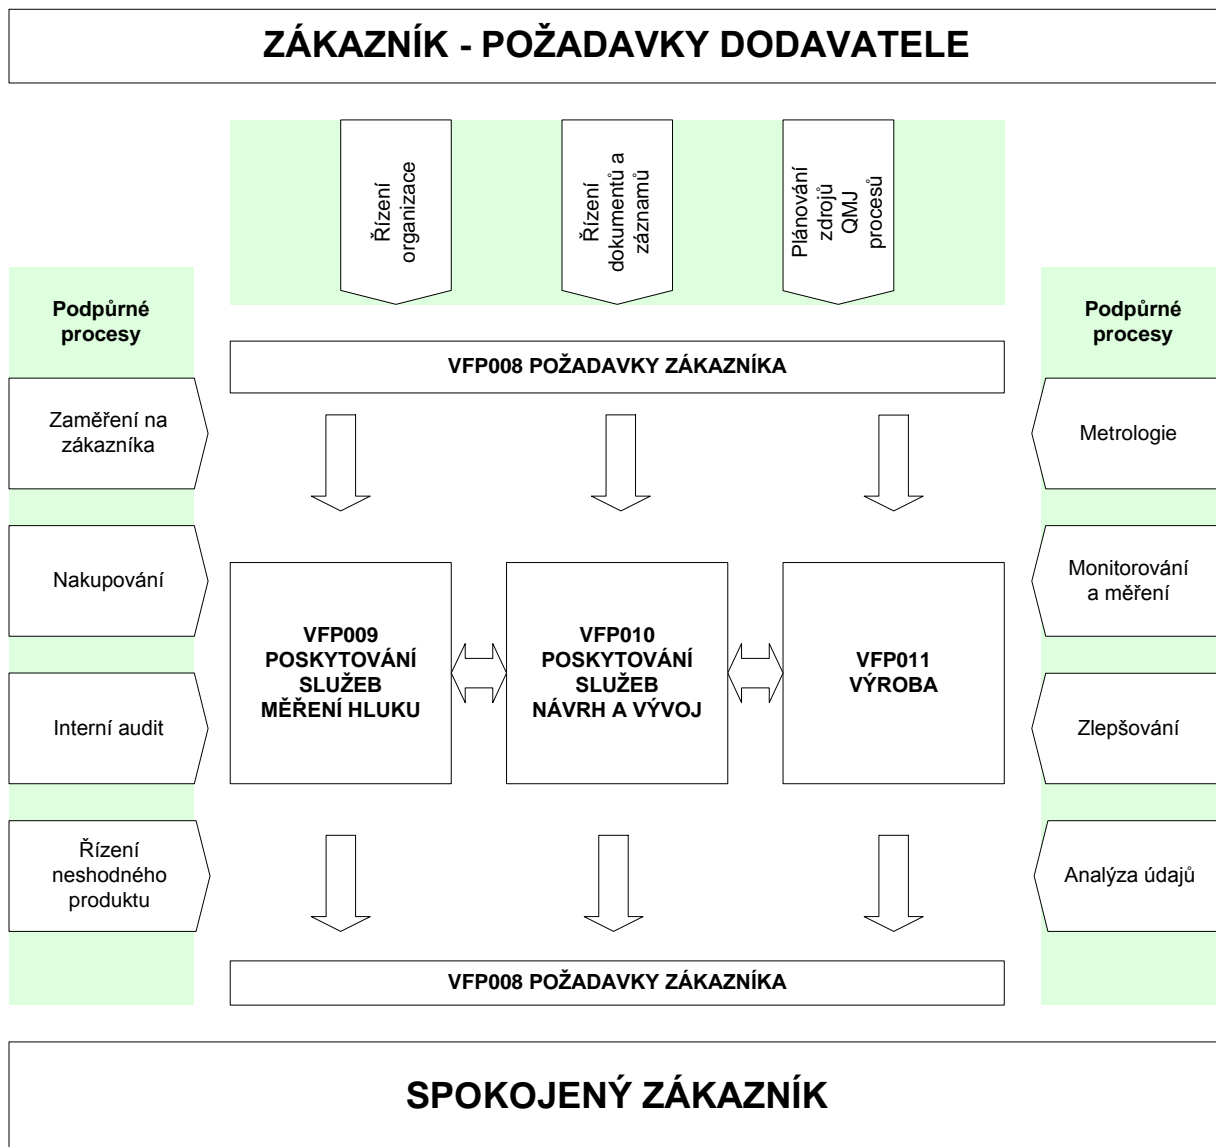 ZÁKAZNÍK - POŽADAVKY DODAVATELE
Řízení
organizace
Řízení
dokumentů a
záznamů
Plánování
zdrojů
QMJ
procesů
Podpůrné
procesy
Podpůrné
procesy
VFP008 POŽADAVKY ZÁKAZNÍKA
Zaměření na
zákazníka
Metrologie
Nakupování
Monitorování
a měření
VFP009
POSKYTOVÁNÍ
SLUŽEB
MĚŘENÍ HLUKU
VFP010
POSKYTOVÁNÍ
SLUŽEB
NÁVRH A VÝVOJ
VFP011
VÝROBA
Interní audit
Zlepšování
Řízení
neshodného
produktu
Analýza údajů
VFP008 POŽADAVKY ZÁKAZNÍKA
SPOKOJENÝ ZÁKAZNÍK